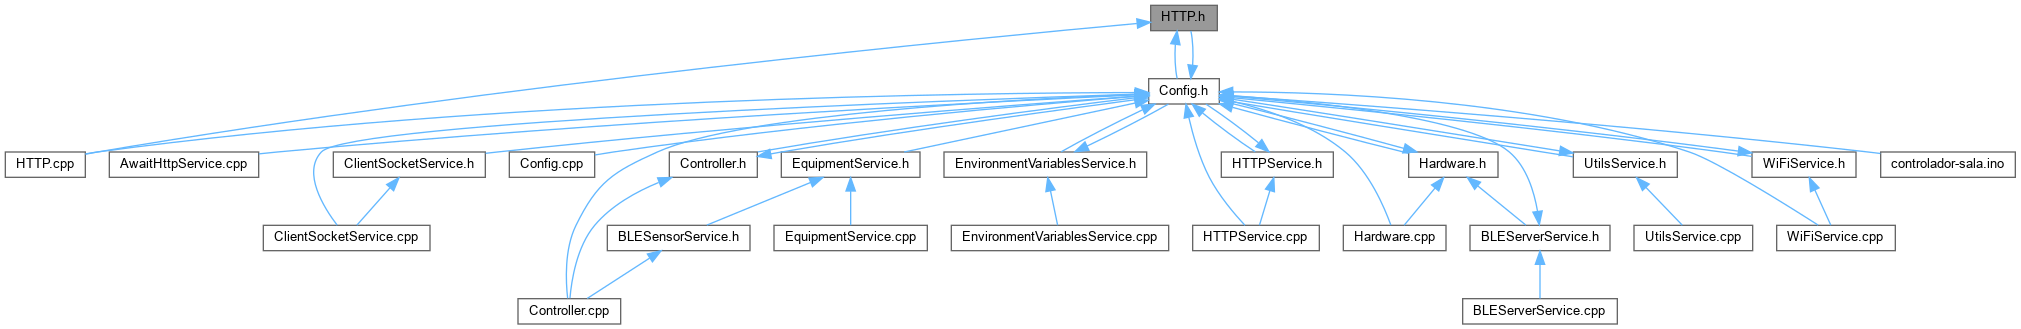 HTTP.h
Config.h
HTTP.cpp
AwaitHttpService.cpp
ClientSocketService.h
Config.cpp
Controller.h
EquipmentService.h
EnvironmentVariablesService.h
HTTPService.h
Hardware.h
UtilsService.h
WiFiService.h
controlador-sala.ino
ClientSocketService.cpp
BLESensorService.h
EquipmentService.cpp
EnvironmentVariablesService.cpp
HTTPService.cpp
Hardware.cpp
BLEServerService.h
UtilsService.cpp
WiFiService.cpp
Controller.cpp
BLEServerService.cpp